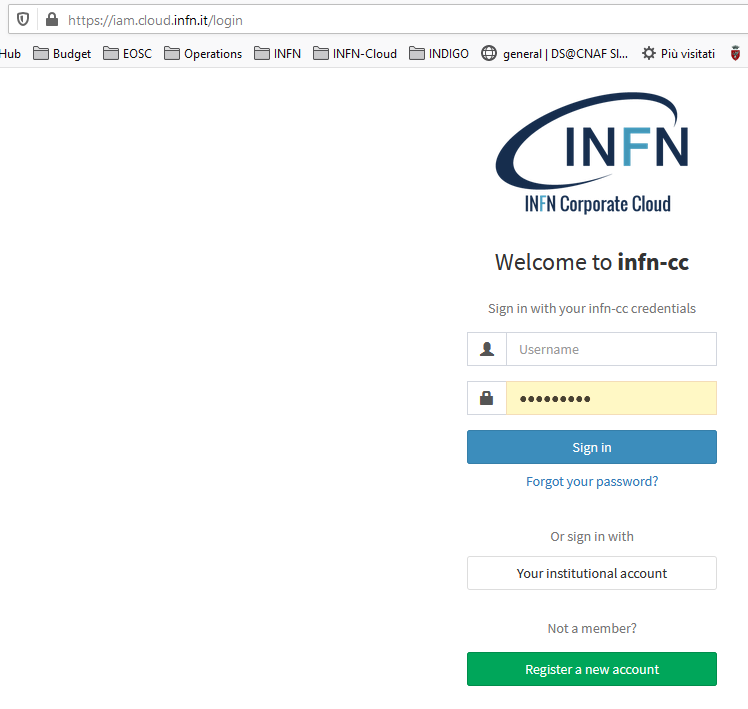 https://iam.cloud.infn.it/login
Hub Budget EOSC Operations INFN INFN-Cloud INDIGO general | DS@CNAF Sl... Più visitati
INFN
INFN Corporate Cloud
Welcome to infn-cc
Sign in with your infn-cc credentials
Username
Sign in
Forgot your password?
Or sign in with
Your institutional account
Not a member?
Register a new account